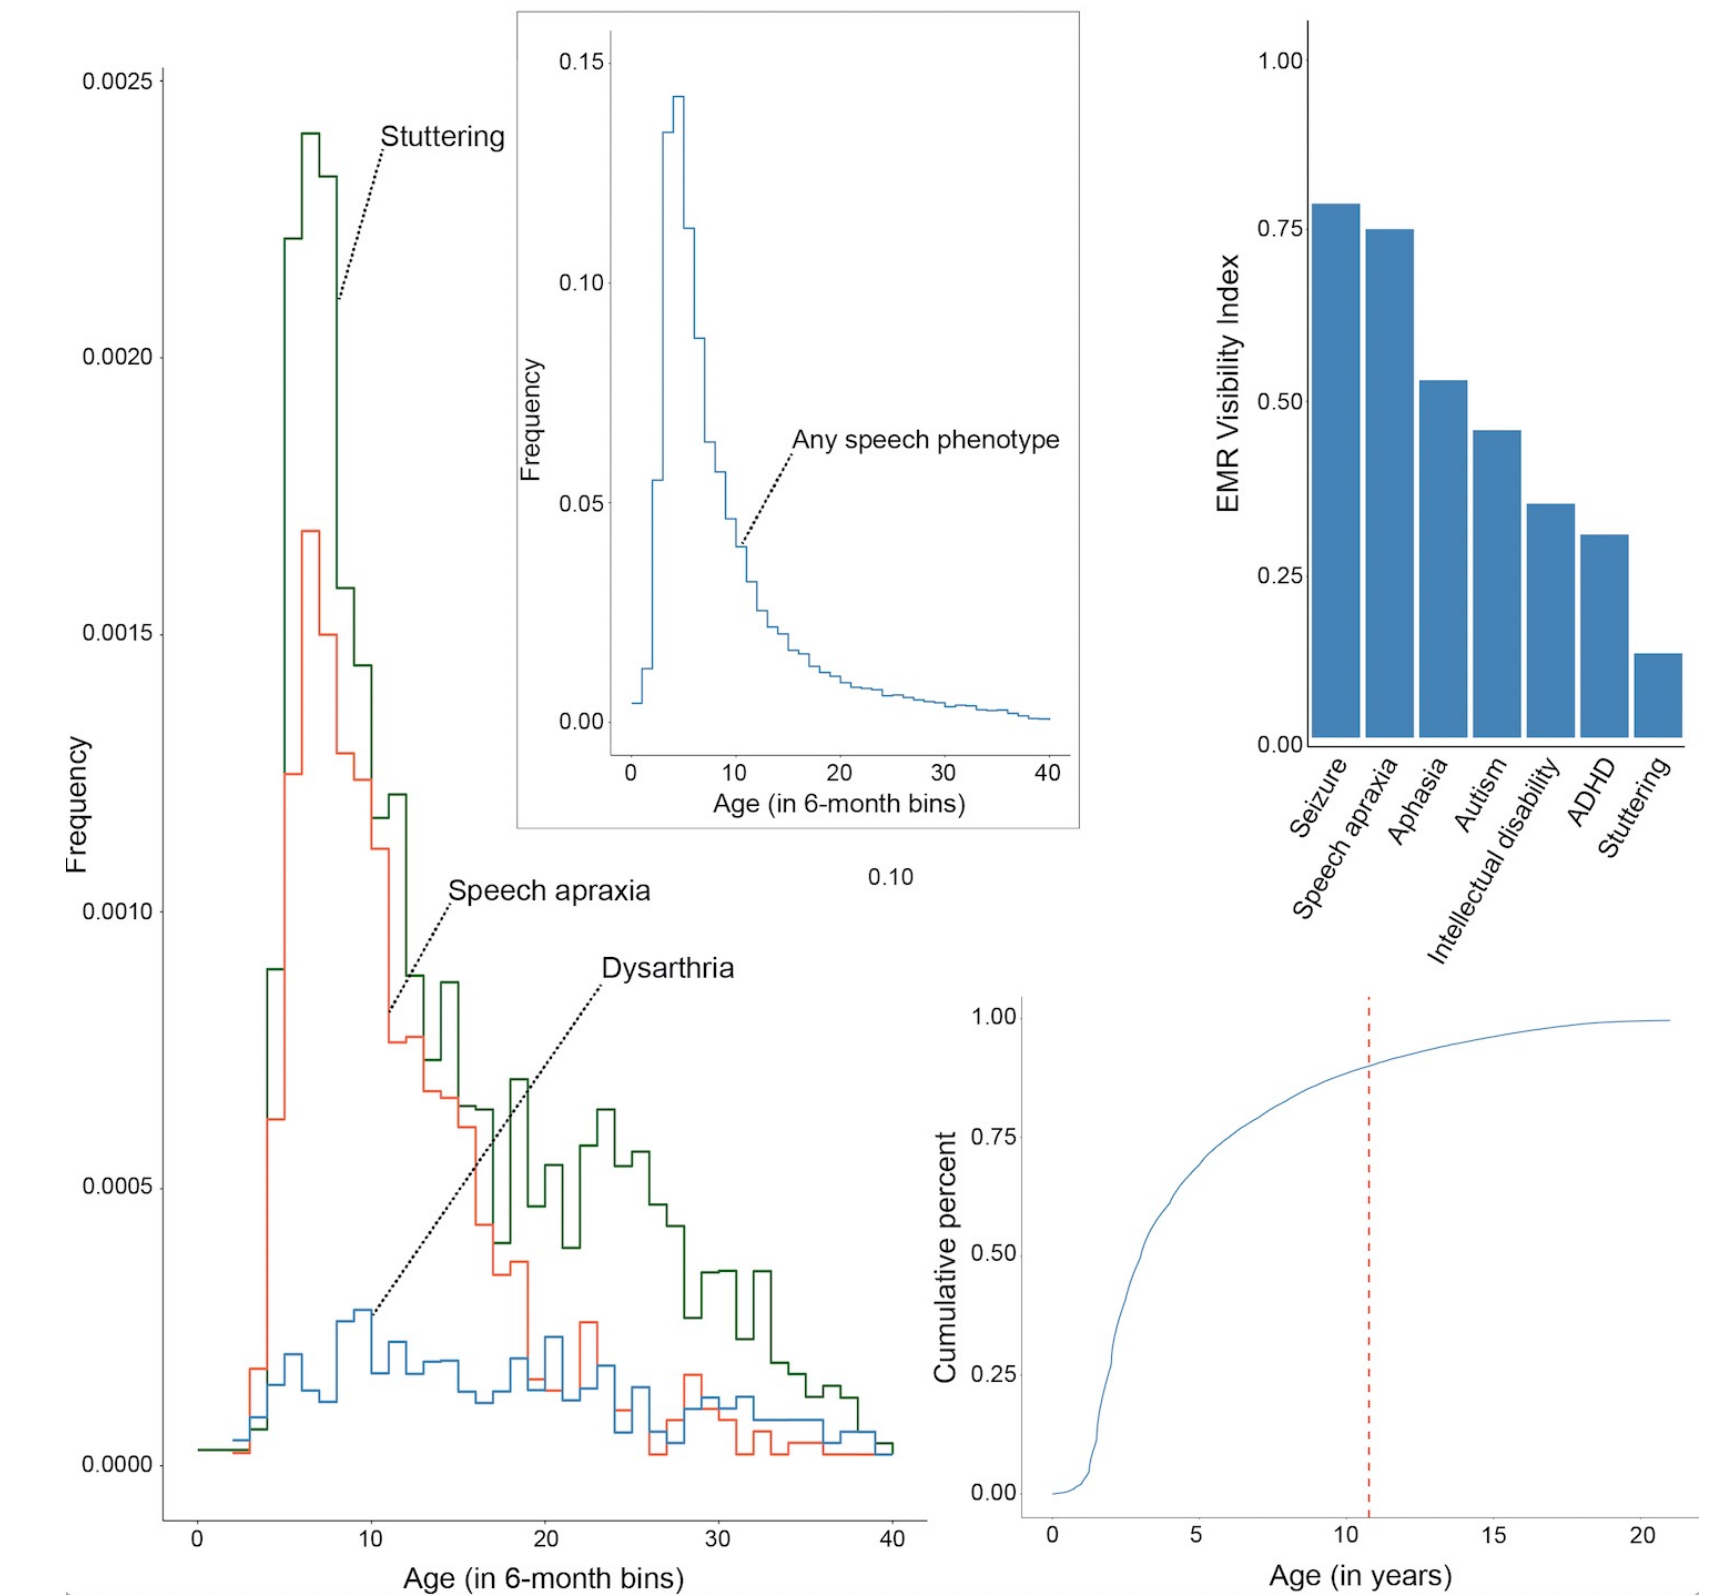 0.0025
0.0020
0.0015
0.0010
0.0005
0.0000
Frequency
0
10
20
30
40
Age (in 6-month bins)
Stuttering
Speech apraxia
Dysarthria
0.15
0.10
0.05
0.00
Frequency
Any speech phenotype
0
10
20
30
40
Age (in 6-month bins)
0.10
1.00
0.75
0.50
0.25
0.00
EMR Visibility Index
Seizure
Speech apraxia
Aphasia
Autism
Intellectual disability
ADHD
Stuttering
1.00
0.75
0.50
0.25
0.00
Cumulative percent
0
5
10
15
20
Age (in years)